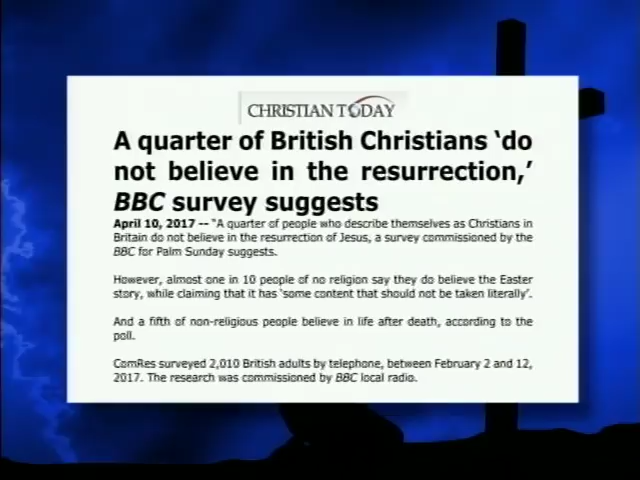 CHRISTIAN TODAY
A quarter of British Christians ‘do
not believe in the resurrection,’
BBC survey suggests
April 10, 2017 -- “A quarter of people who describe themselves as Christians in
Britain do not believe in the resurrection of Jesus, a survey commissioned by the
BBC for Palm Sunday suggests.
However, almost one in 10 people of no religion say they do believe the Easter
story, while claiming that it has ‘some content that should not be taken literally’.
And a fifth of non-religious people believe in life after death, according to the
poll.
ComRes surveyed 2,010 British adults by telephone, between February 2 and 12,
2017. The research was commissioned by BBC local radio.